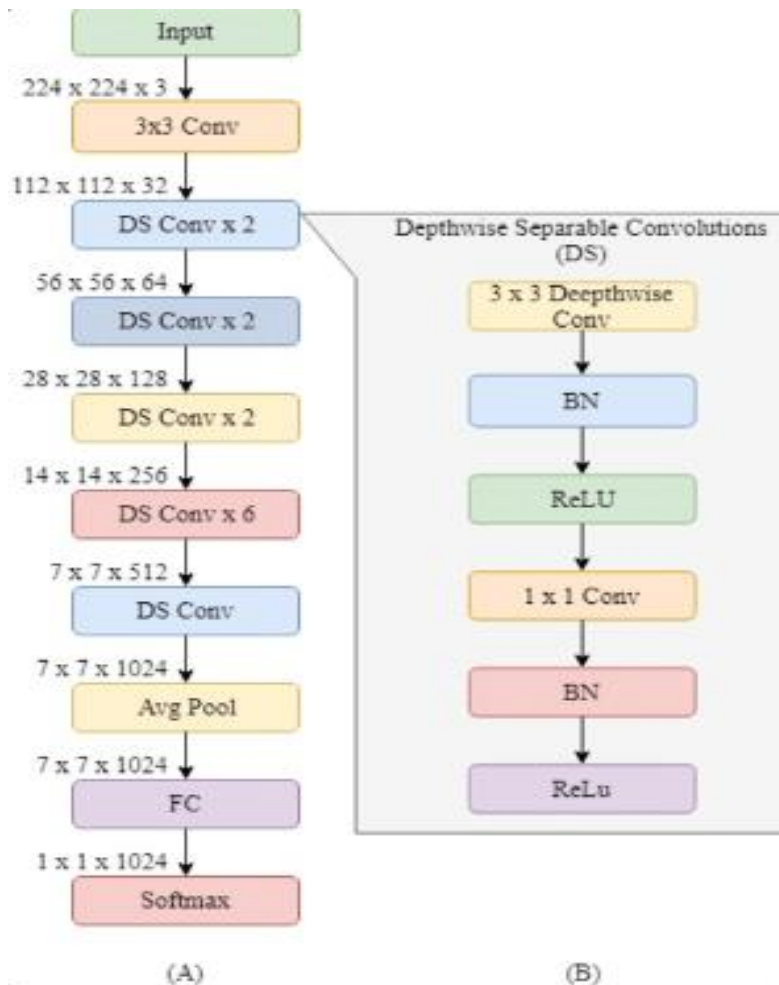 Input
224 x 224 x 3
3x3 Conv
112 x 112 x 32
DS Conv x 2
56 x 56 x 64
DS Conv x 2
28 x 28 x 128
DS Conv x 2
14 x 14 x 256
DS Conv x 6
7 x 7 x 512
DS Conv
7 x 7 x 1024
Avg Pool
7 x 7 x 1024
FC
1 x 1 x 1024
Softmax
(A)
Depthwise Separable Convolutions
(DS)
3 x 3 Deepthwise
Conv
BN
ReLU
1 x 1 Conv
BN
ReLu
(B)